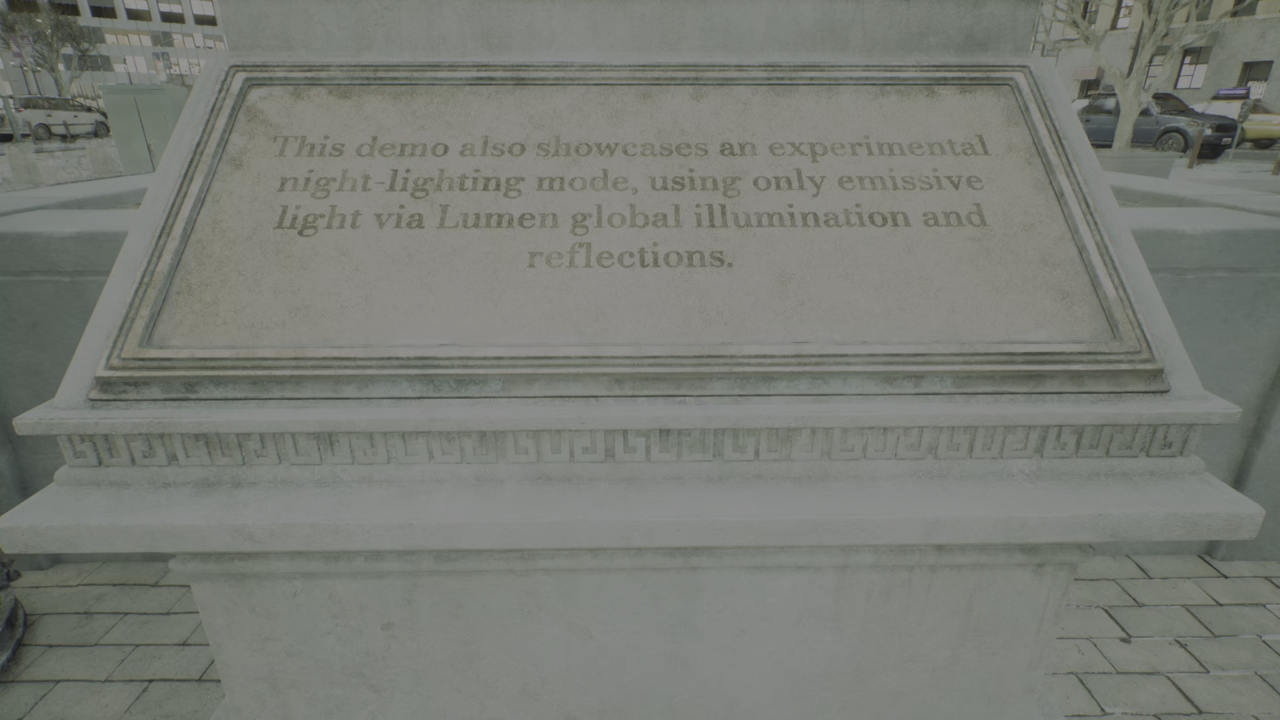 This demo also showcases an experimental
night-lighting mode, using only emissive
light via Lumen global illumination and
reflections.